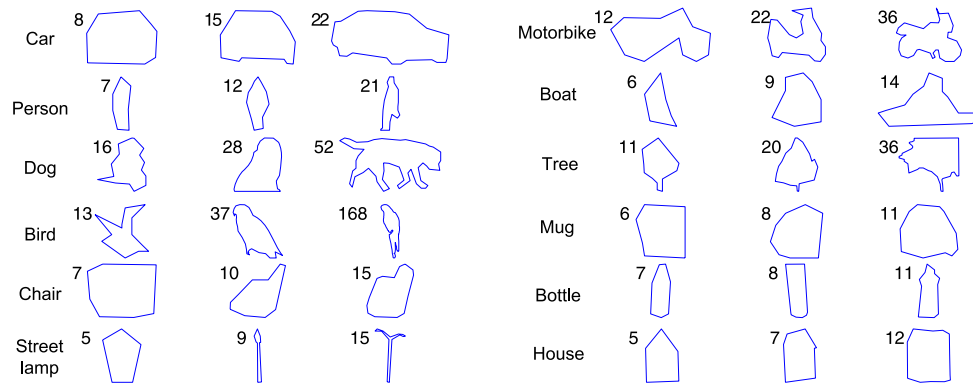 Car 8 15 22
Person 7 12 21
Dog 16 28 52
Bird 13 37 168
Chair 7 10 15
Street lamp 5 9 15
Motorbike 12 22 36
Boat 6 9 14
Tree 11 20 36
Mug 6 8 11
Bottle 7 8 11
House 5 7 12